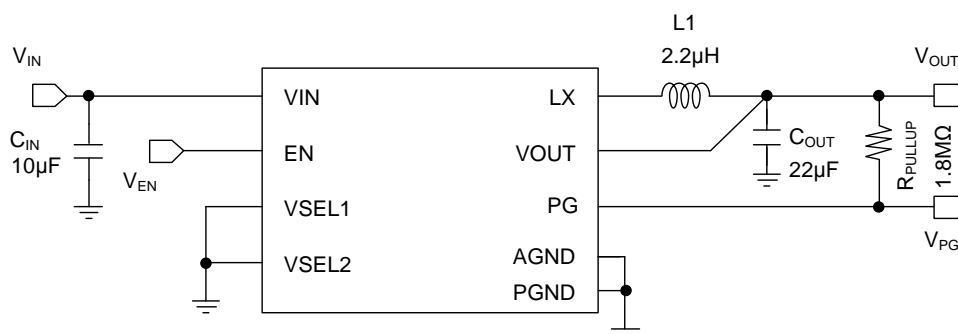 L1
2.2µH
VIN
VOUT
VIN
LX
CIN
10µF
EN
VOUT
COUT
22µF
RPULLUP
1.8MΩ
VEN
VSEL1
PG
VPG
VSEL2
AGND
PGND